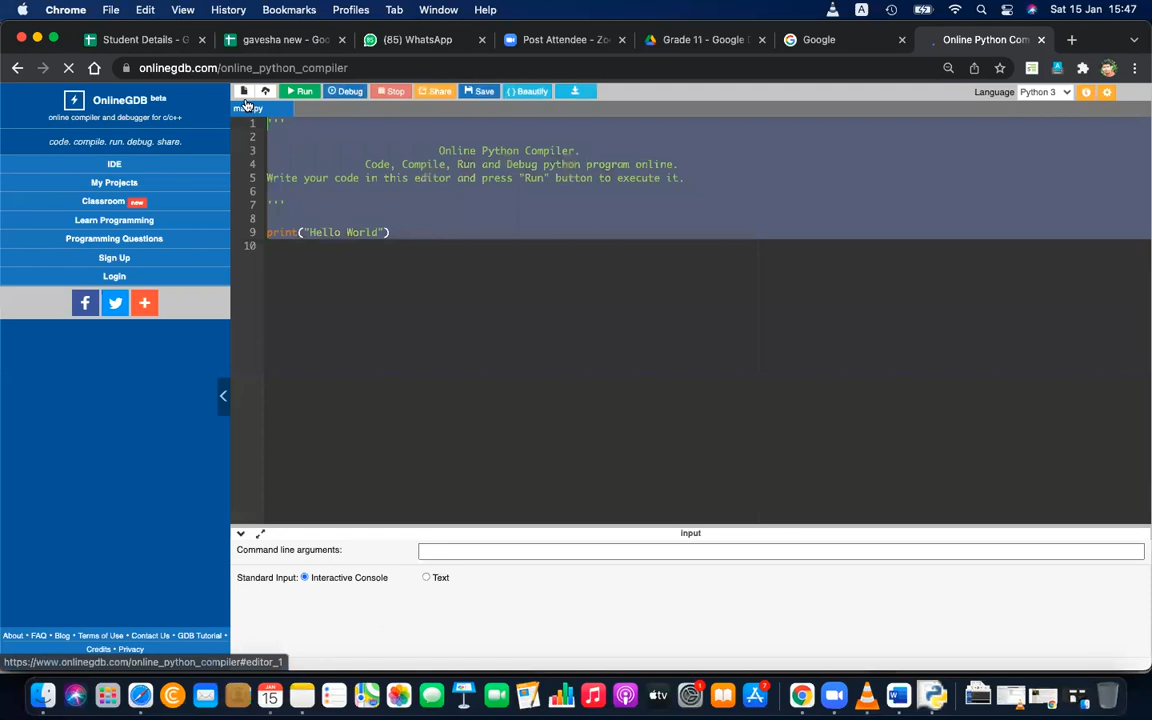 Chrome File Edit View History Bookmarks Profiles Tab Window Help A Sat 15 Jan 15:47
Student Details - G gavesha new - Goo (85) WhatsApp Post Attendee - Zo Grade 11 - Google D Google Online Python Com
onlinegdb.com/online_python_compiler
OnlineGDB beta
online compiler and debugger for c/c++
code. compile. run. debug. share.
IDE
My Projects
Classroom new
Learn Programming
Programming Questions
Sign Up
Login
About • FAQ • Blog • Terms of Use • Contact Us • GDB Tutorial •
Credits • Privacy
https://www.onlinegdb.com/online_python_compiler#editor_1
Run Debug Stop Share Save { } Beautify Language Python 3
1 '''
2
3 Online Python Compiler.
4 Code, Compile, Run and Debug python program online.
5 Write your code in this editor and press "Run" button to execute it.
6
7 '''
8
9 print("Hello World")
10
input
Command line arguments:
Standard Input: Interactive Console Text
JAN
15
tv
1
7
W